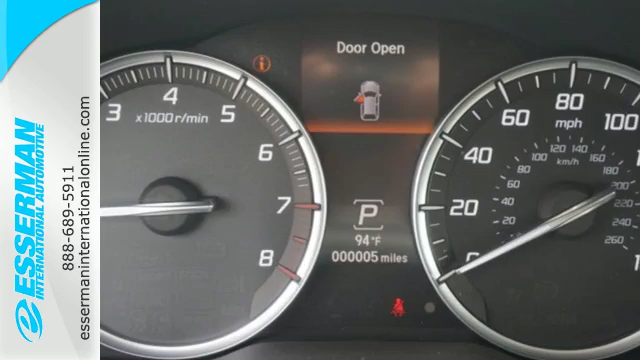 ESSERMAN
INTERNATIONAL AUTOMOTIVE
888-689-5911
essermaninternationalonline.com
Door Open
3 4 5 6 7 8
x1000 r/min
P
94°F
000005 miles
0 20 40 60 80 100
mph
20 40 60 80 100 120 140 160 180 200 220 240 260
km/h